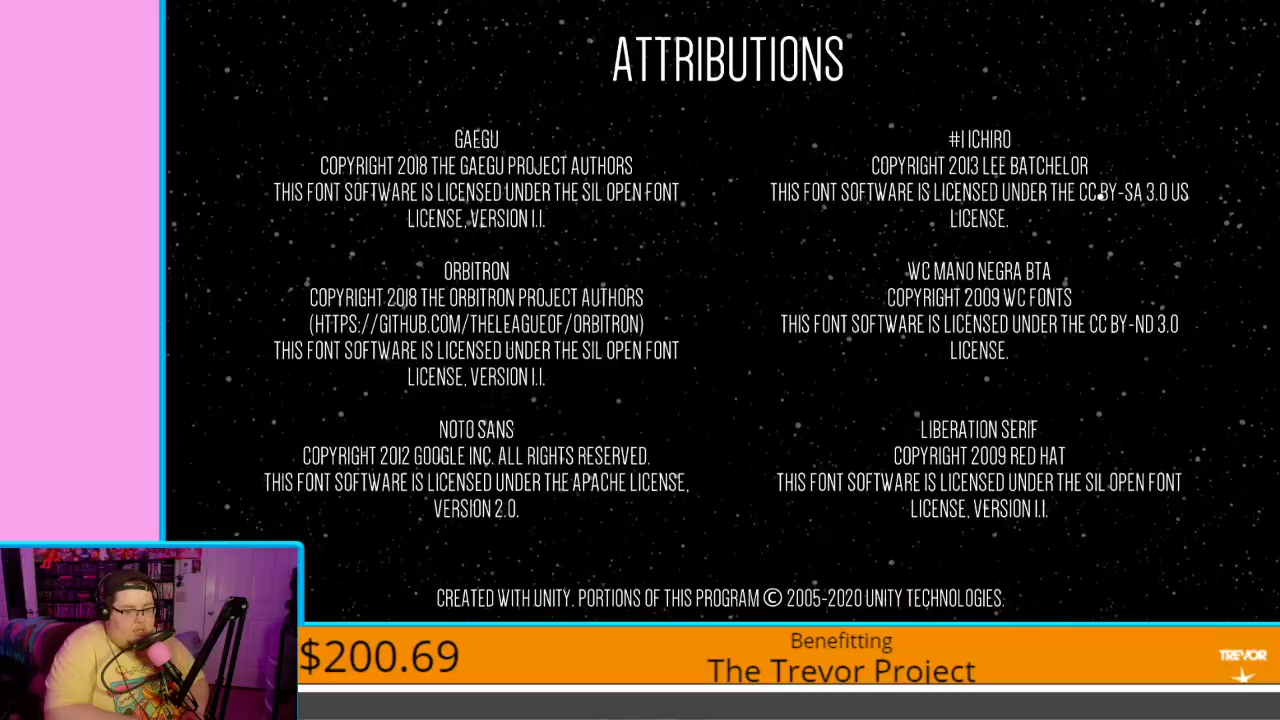 ATTRIBUTIONS
GAEGU
COPYRIGHT 2018 THE GAEGU PROJECT AUTHORS
THIS FONT SOFTWARE IS LICENSED UNDER THE SIL OPEN FONT
LICENSE, VERSION 1.1.
ORBITRON
COPYRIGHT 2018 THE ORBITRON PROJECT AUTHORS
(HTTPS://GITHUB.COM/THELEAGUEOF/ORBITRON)
THIS FONT SOFTWARE IS LICENSED UNDER THE SIL OPEN FONT
LICENSE, VERSION 1.1.
NOTO SANS
COPYRIGHT 2012 GOOGLE INC. ALL RIGHTS RESERVED.
THIS FONT SOFTWARE IS LICENSED UNDER THE APACHE LICENSE,
VERSION 2.0.
#1 ICHIRO
COPYRIGHT 2013 LEE BATCHELOR
THIS FONT SOFTWARE IS LICENSED UNDER THE CC BY-SA 3.0 US
LICENSE.
WC MANO NEGRA BTA
COPYRIGHT 2009 WC FONTS
THIS FONT SOFTWARE IS LICENSED UNDER THE CC BY-ND 3.0
LICENSE.
LIBERATION SERIF
COPYRIGHT 2009 RED HAT
THIS FONT SOFTWARE IS LICENSED UNDER THE SIL OPEN FONT
LICENSE, VERSION 1.1.
CREATED WITH UNITY. PORTIONS OF THIS PROGRAM © 2005-2020 UNITY TECHNOLOGIES.
$200.69
Benefitting
The Trevor Project
TREVOR